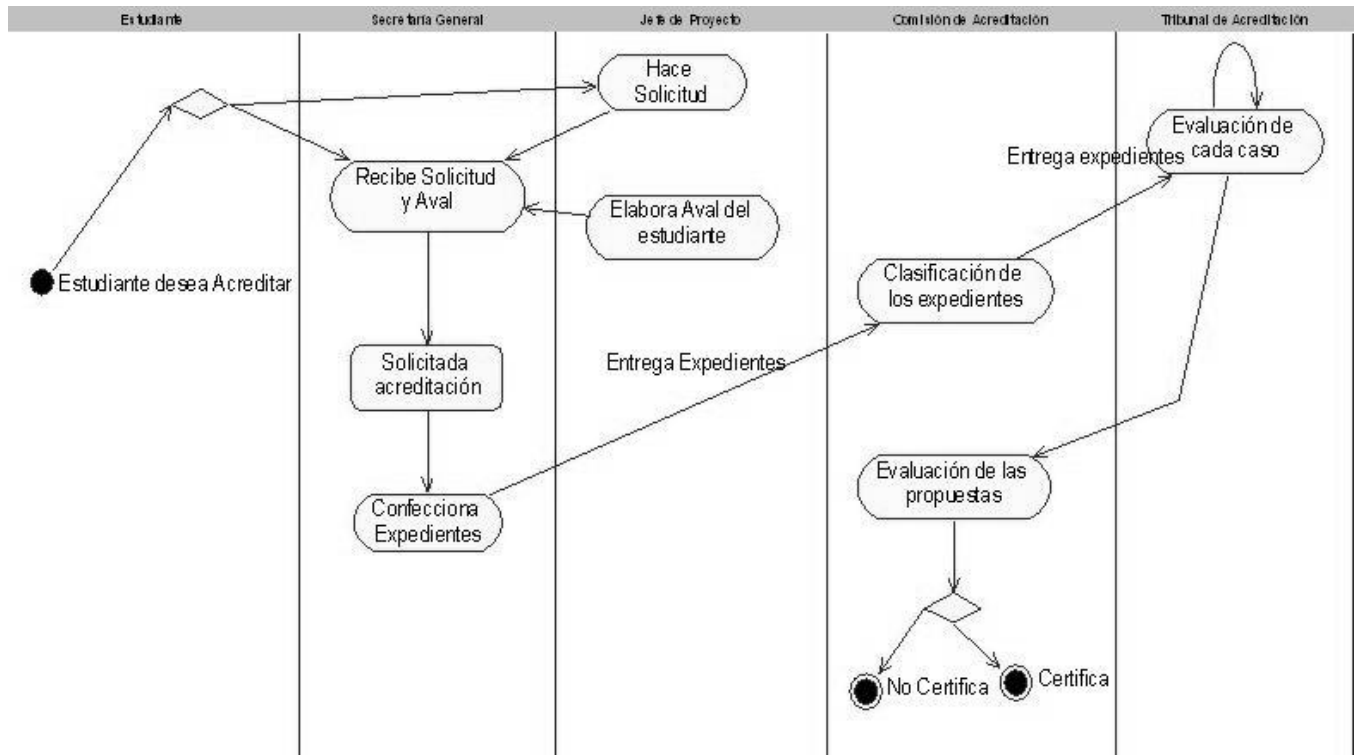 Estudiante
Secretaría General
Jefe de Proyecto
Comisión de Acreditación
Tribunal de Acreditación
Hace
Solicitud
Evaluación de
cada caso
Entrega expedientes
Recibe Solicitud
y Aval
Elabora Aval del
estudiante
Estudiante desea Acreditar
Clasificación de
los expedientes
Solicitada
acreditación
Entrega Expedientes
Evaluación de las
propuestas
Confecciona
Expedientes
No Certifica
Certifica